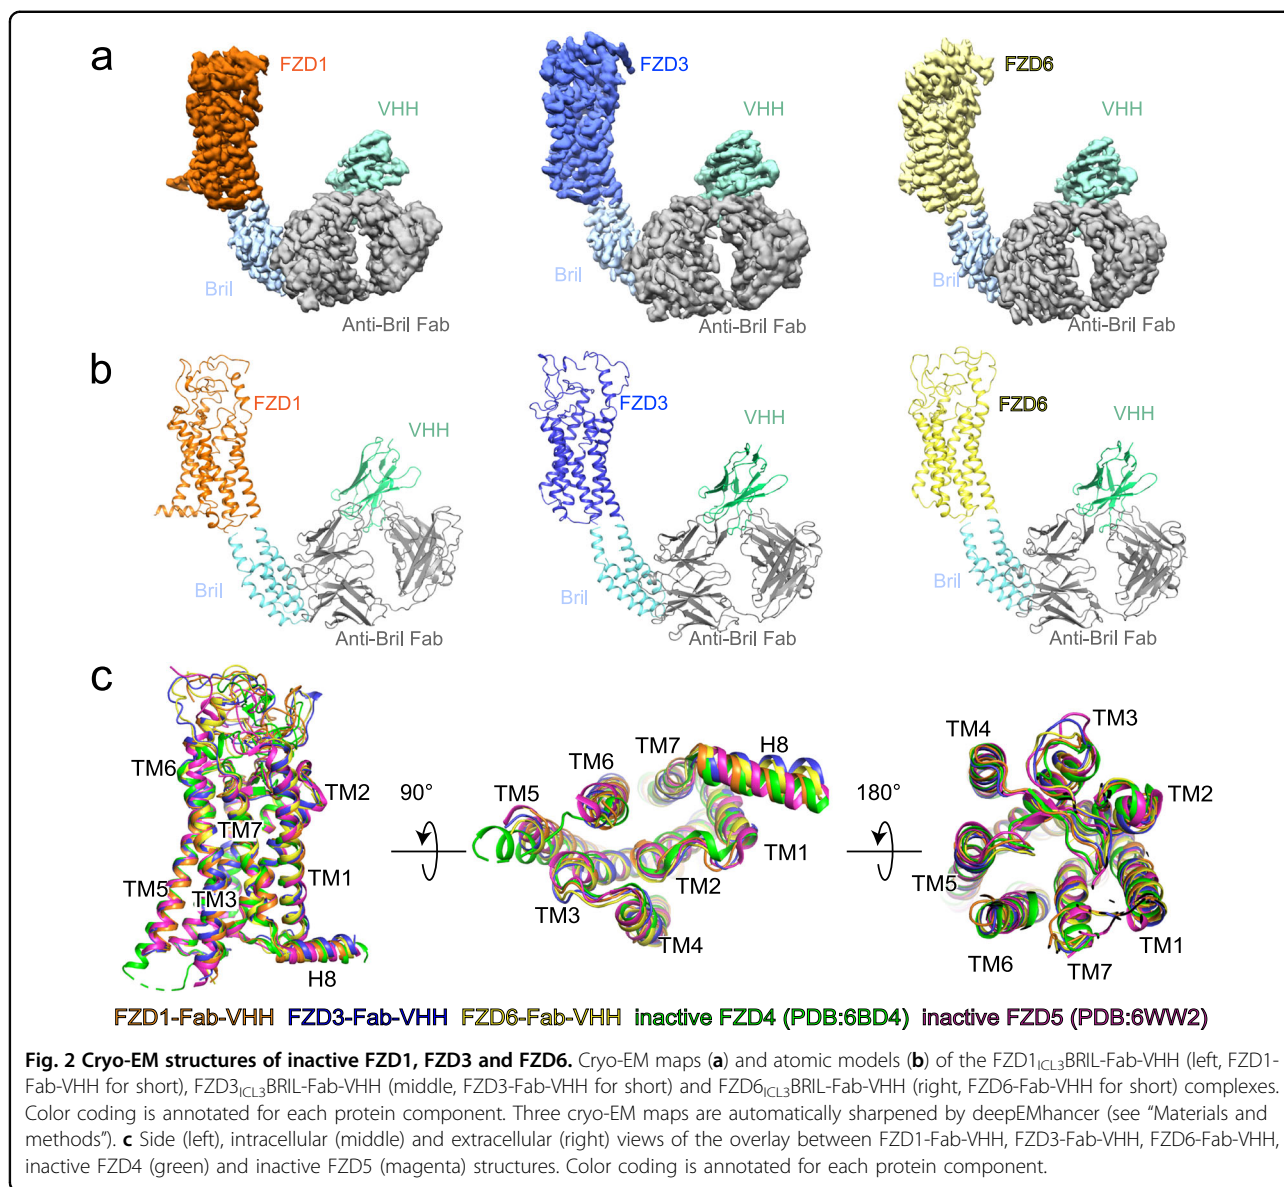 a
FZD1
FZD3
FZD6
VHH
VHH
VHH
Bril
Bril
Bril
Anti-Bril Fab
Anti-Bril Fab
Anti-Bril Fab
b
FZD1
FZD3
FZD6
VHH
VHH
VHH
Bril
Bril
Bril
Anti-Bril Fab
Anti-Bril Fab
Anti-Bril Fab
c
TM6
TM2
TM7
TM5
TM3
TM1
H8
90°
TM5
TM6
TM7
H8
TM1
TM2
TM3
TM4
180°
TM4
TM3
TM2
TM5
TM6
TM7
TM1
FZD1-Fab-VHH FZD3-Fab-VHH FZD6-Fab-VHH inactive FZD4 (PDB:6BD4) inactive FZD5 (PDB:6WW2)
Fig. 2 Cryo-EM structures of inactive FZD1, FZD3 and FZD6. Cryo-EM maps (a) and atomic models (b) of the FZD1ICL3BRIL-Fab-VHH (left, FZD1-
Fab-VHH for short), FZD3ICL3BRIL-Fab-VHH (middle, FZD3-Fab-VHH for short) and FZD6ICL3BRIL-Fab-VHH (right, FZD6-Fab-VHH for short) complexes.
Color coding is annotated for each protein component. Three cryo-EM maps are automatically sharpened by deepEMhancer (see “Materials and
methods”). c Side (left), intracellular (middle) and extracellular (right) views of the overlay between FZD1-Fab-VHH, FZD3-Fab-VHH, FZD6-Fab-VHH,
inactive FZD4 (green) and inactive FZD5 (magenta) structures. Color coding is annotated for each protein component.